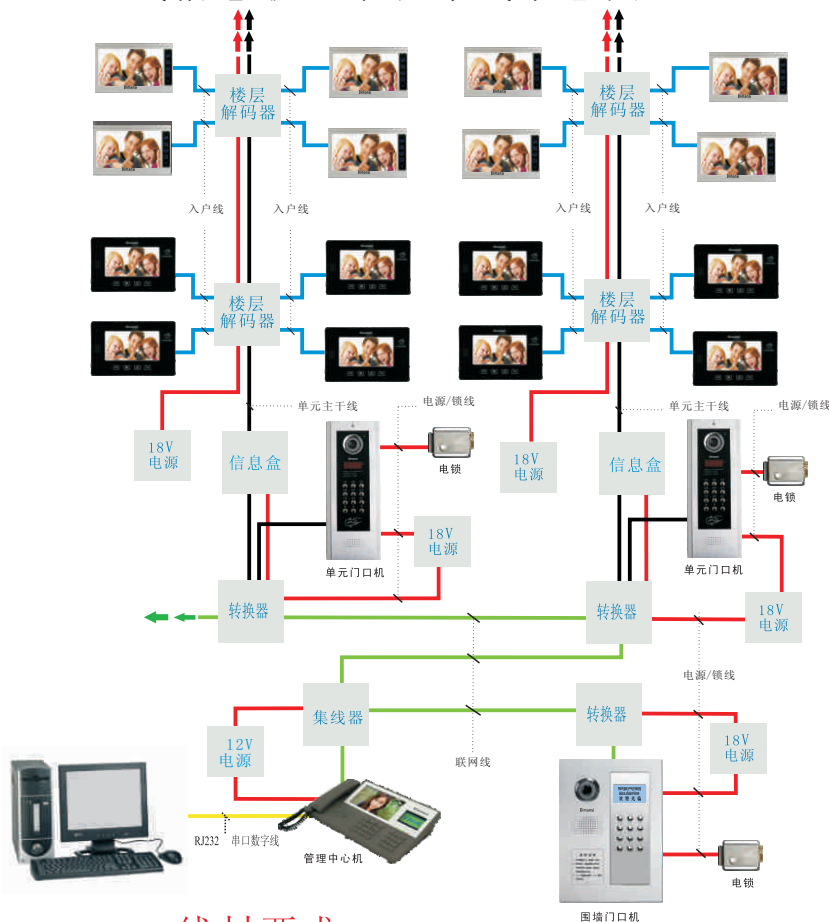 楼层
解码器
楼层
解码器
入户线
入户线
入户线
入户线
楼层
解码器
楼层
解码器
单元主干线
电源/锁线
单元主干线
电源/锁线
18V
电源
信息盒
电锁
18V
电源
信息盒
电锁
18V
电源
单元门口机
单元门口机
转换器
转换器
18V
电源
电源/锁线
集线器
转换器
12V
电源
联网线
18V
电源
RJ232 串口数字线
管理中心机
电锁
围墙门口机